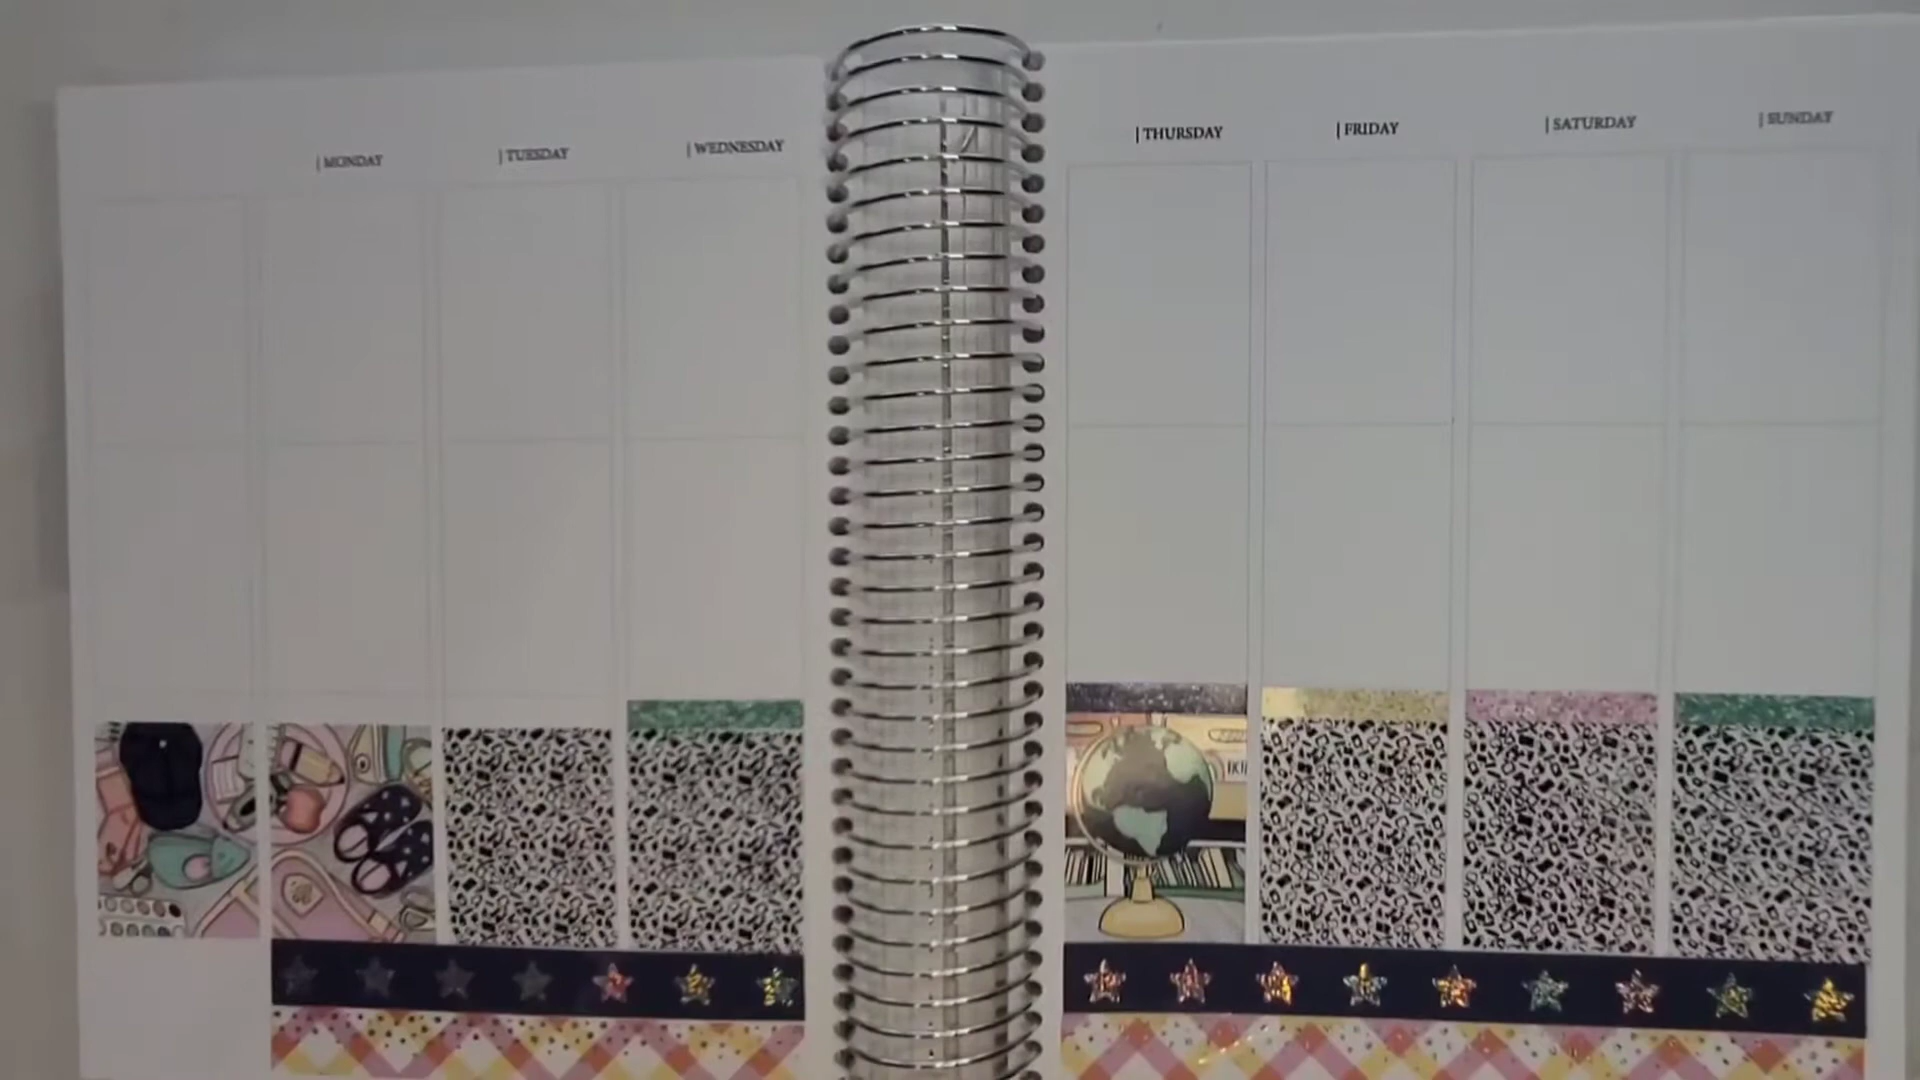 | MONDAY
| TUESDAY
| WEDNESDAY
| THURSDAY
| FRIDAY
| SATURDAY
| SUNDAY